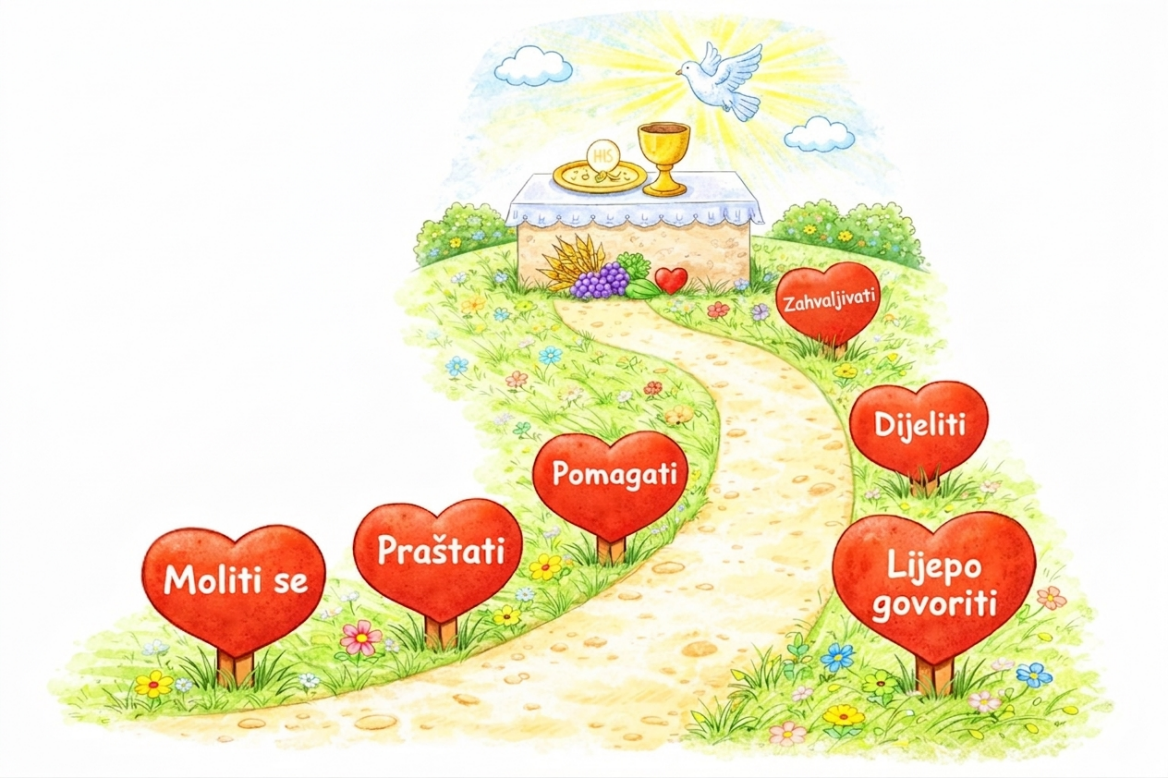 IHS
Zahvaljivati
Dijeliti
Pomagati
Praštati
Moliti se
Lijepo
govoriti